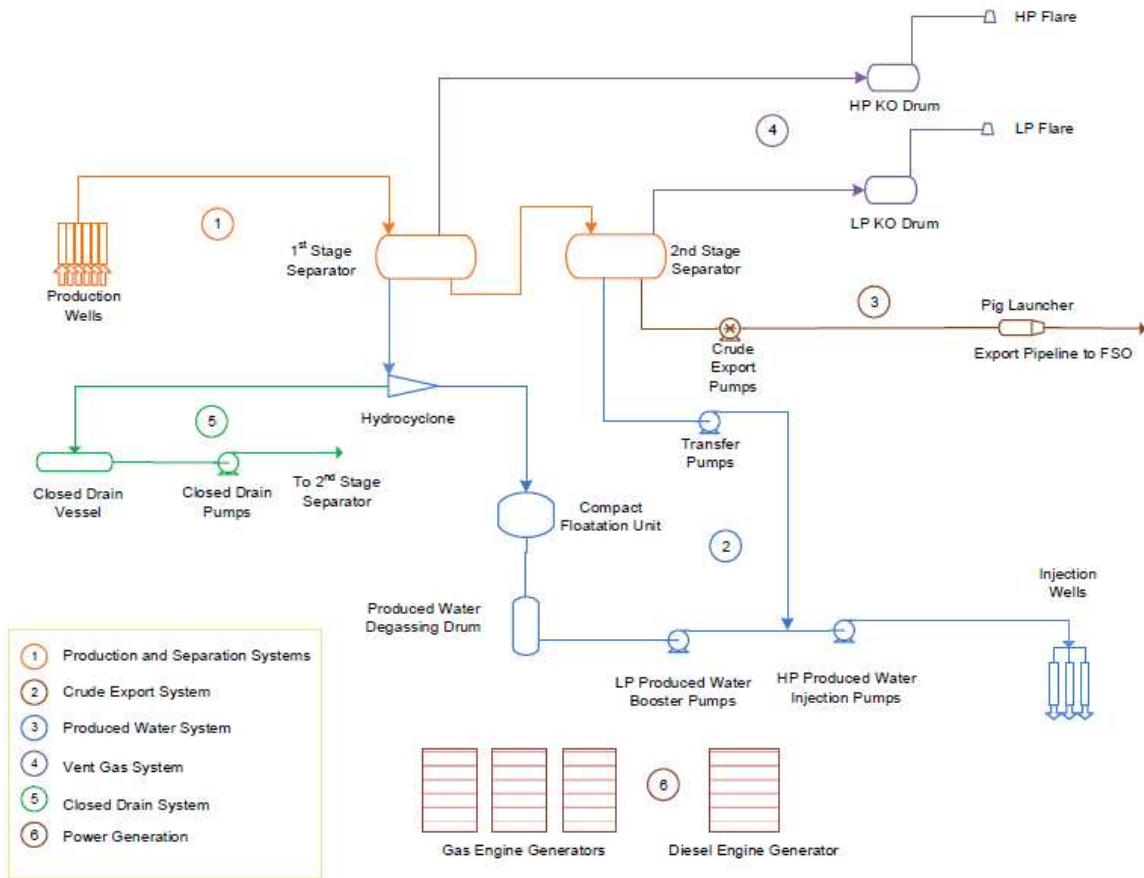 HP Flare
HP KO Drum
4
LP Flare
LP KO Drum
1
1st Stage
Separator
2nd Stage
Separator
Production
Wells
3
Pig Launcher
Crude
Export
Pumps
Export Pipeline to FSO
Hydrocyclone
5
Transfer
Pumps
Closed Drain
Vessel
Closed Drain
Pumps
To 2nd Stage
Separator
Compact
Floatation Unit
2
Injection
Wells
Produced Water
Degassing Drum
LP Produced Water
Booster Pumps
HP Produced Water
Injection Pumps
1 Production and Separation Systems
2 Crude Export System
3 Produced Water System
4 Vent Gas System
5 Closed Drain System
6 Power Generation
6
Gas Engine Generators
Diesel Engine Generator